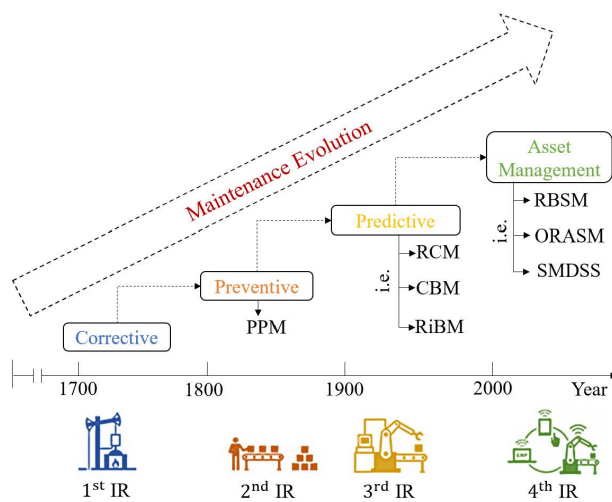 Maintenance Evolution
Asset
Management
RBSM
i.e.
ORASM
SMDSS
Predictive
RCM
i.e.
CBM
RiBM
Preventive
PPM
Corrective
1700
1800
1900
2000
Year
1st IR
2nd IR
3rd IR
4th IR